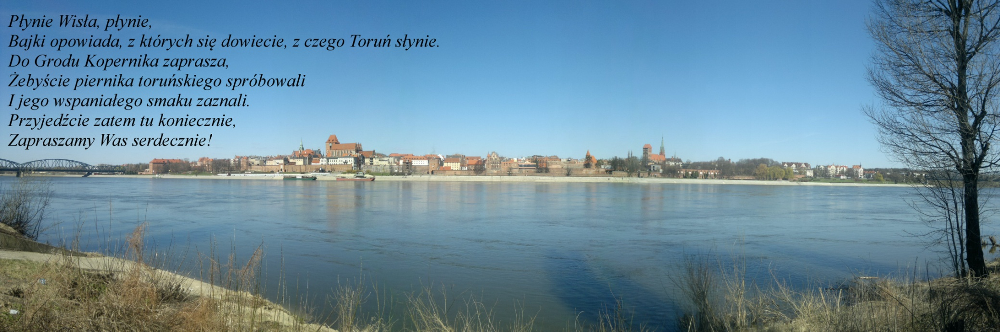 Płynie Wisła, płynie,
Bajki opowiada, z których się dowiecie, z czego Toruń słynie.
Do Grodu Kopernika zaprasza,
Żebyście piernika toruńskiego spróbowali
I jego wspaniałego smaku zaznali.
Przyjedźcie zatem tu koniecznie,
Zapraszamy Was serdecznie!